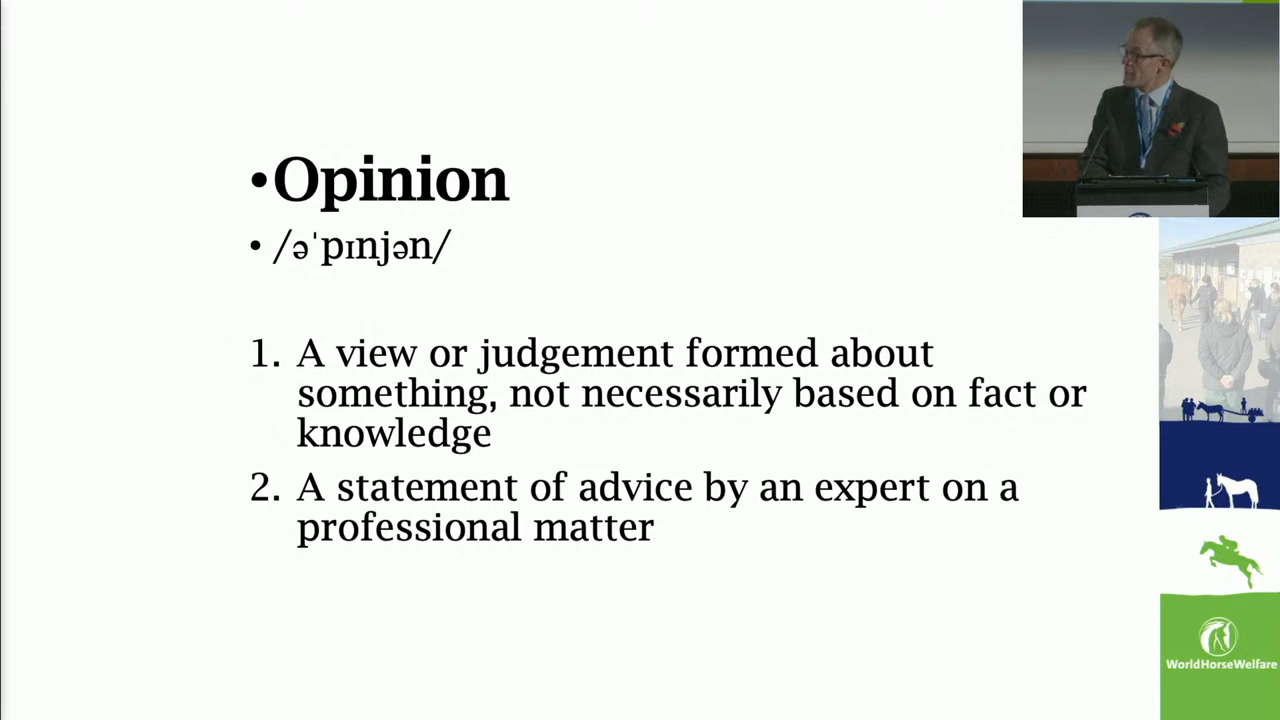 •Opinion
• /əˈpɪnjən/
1. A view or judgement formed about
something, not necessarily based on fact or
knowledge
2. A statement of advice by an expert on a
professional matter
WorldHorseWelfare